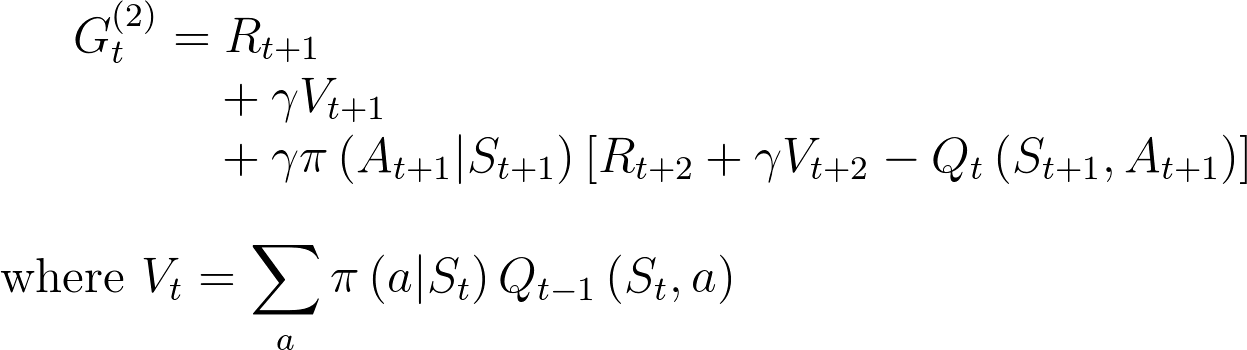 G_t^{(2)} = R_{t+1}
+ γV_{t+1}
+ γπ (A_{t+1}|S_{t+1}) [R_{t+2} + γV_{t+2} − Q_t (S_{t+1}, A_{t+1})]
where V_t = ∑_a π (a|S_t) Q_{t−1} (S_t, a)